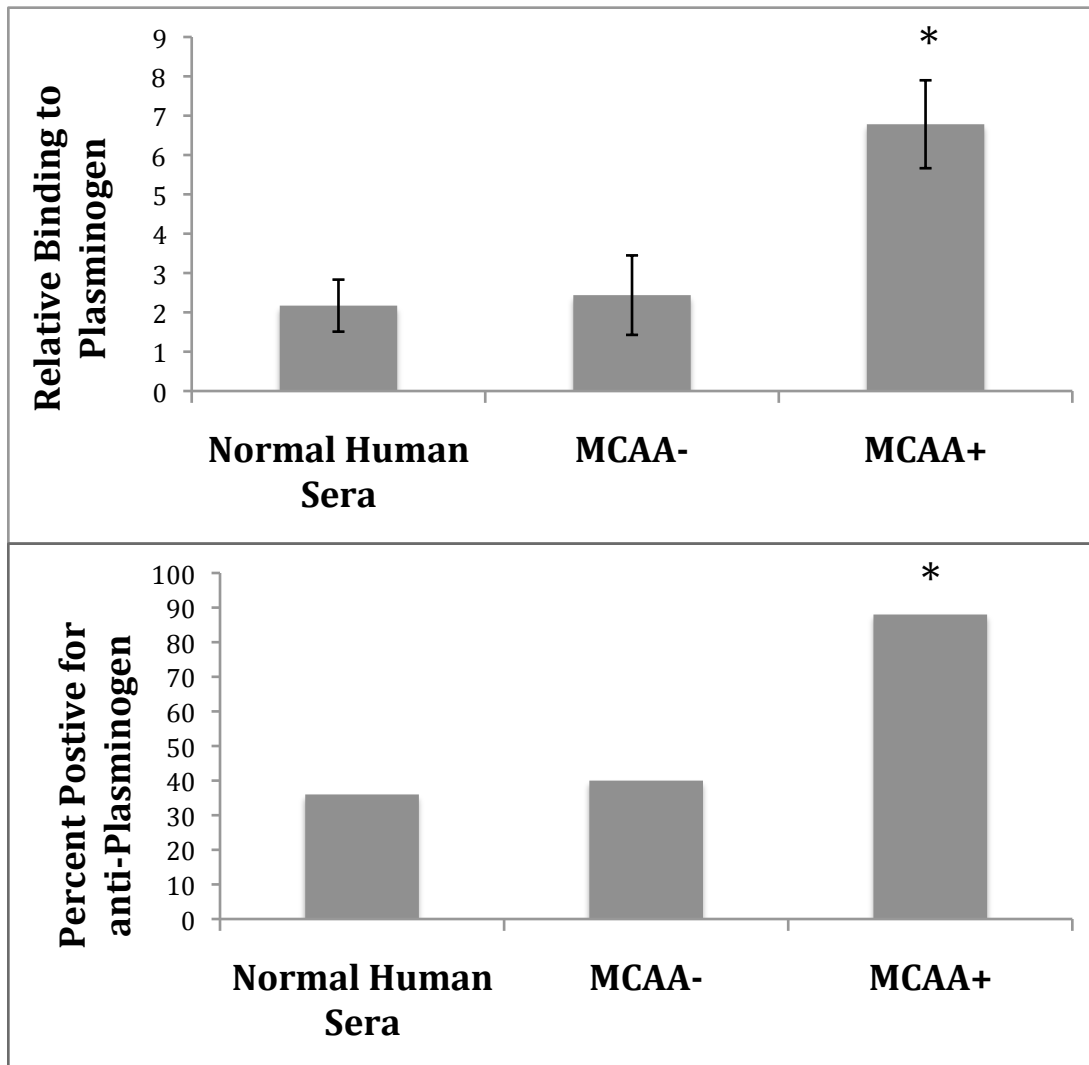 Relative Binding to
Plasminogen
9
8
7
6
5
4
3
2
1
0
*
Normal Human
Sera
MCAA-
MCAA+
Percent Postive for
anti-Plasminogen
100
90
80
70
60
50
40
30
20
10
0
*
Normal Human
Sera
MCAA-
MCAA+